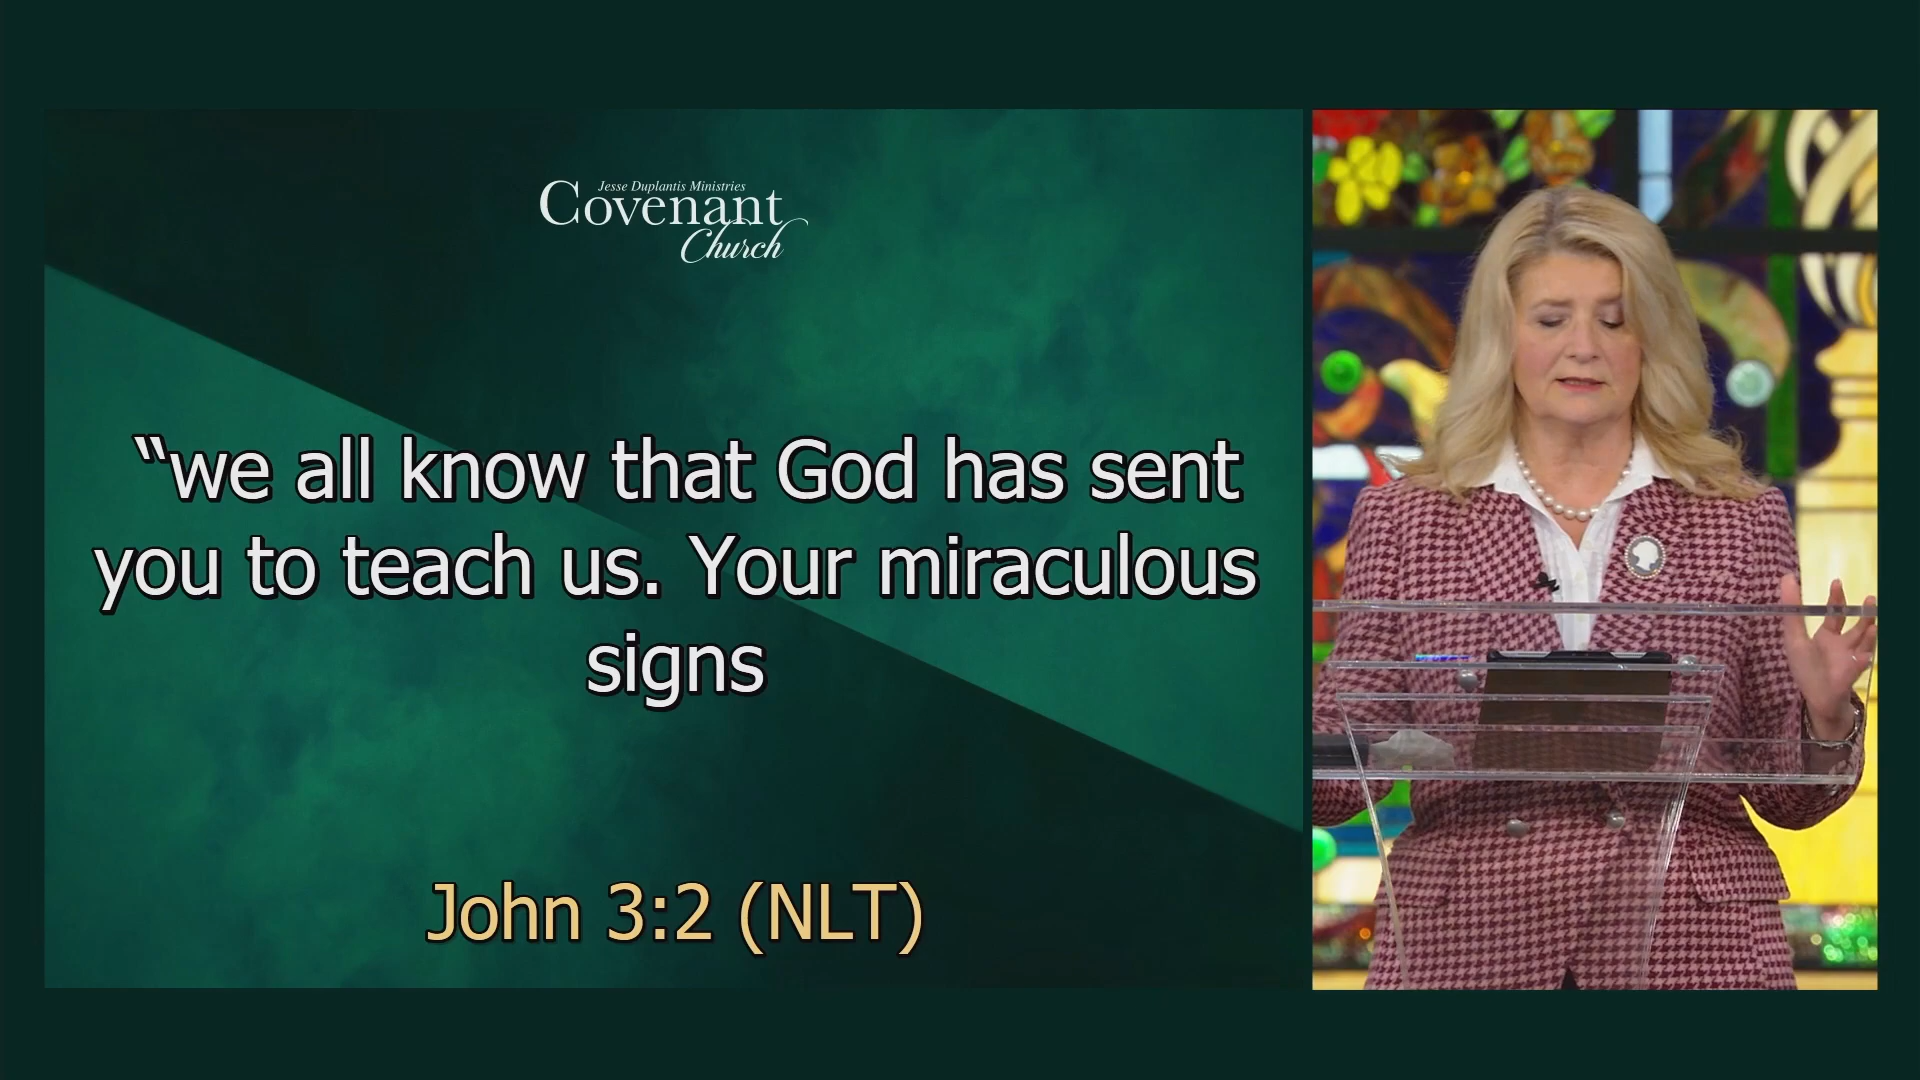 Jesse Duplantis Ministries
Covenant
Church
“we all know that God has sent
you to teach us. Your miraculous
signs
John 3:2 (NLT)